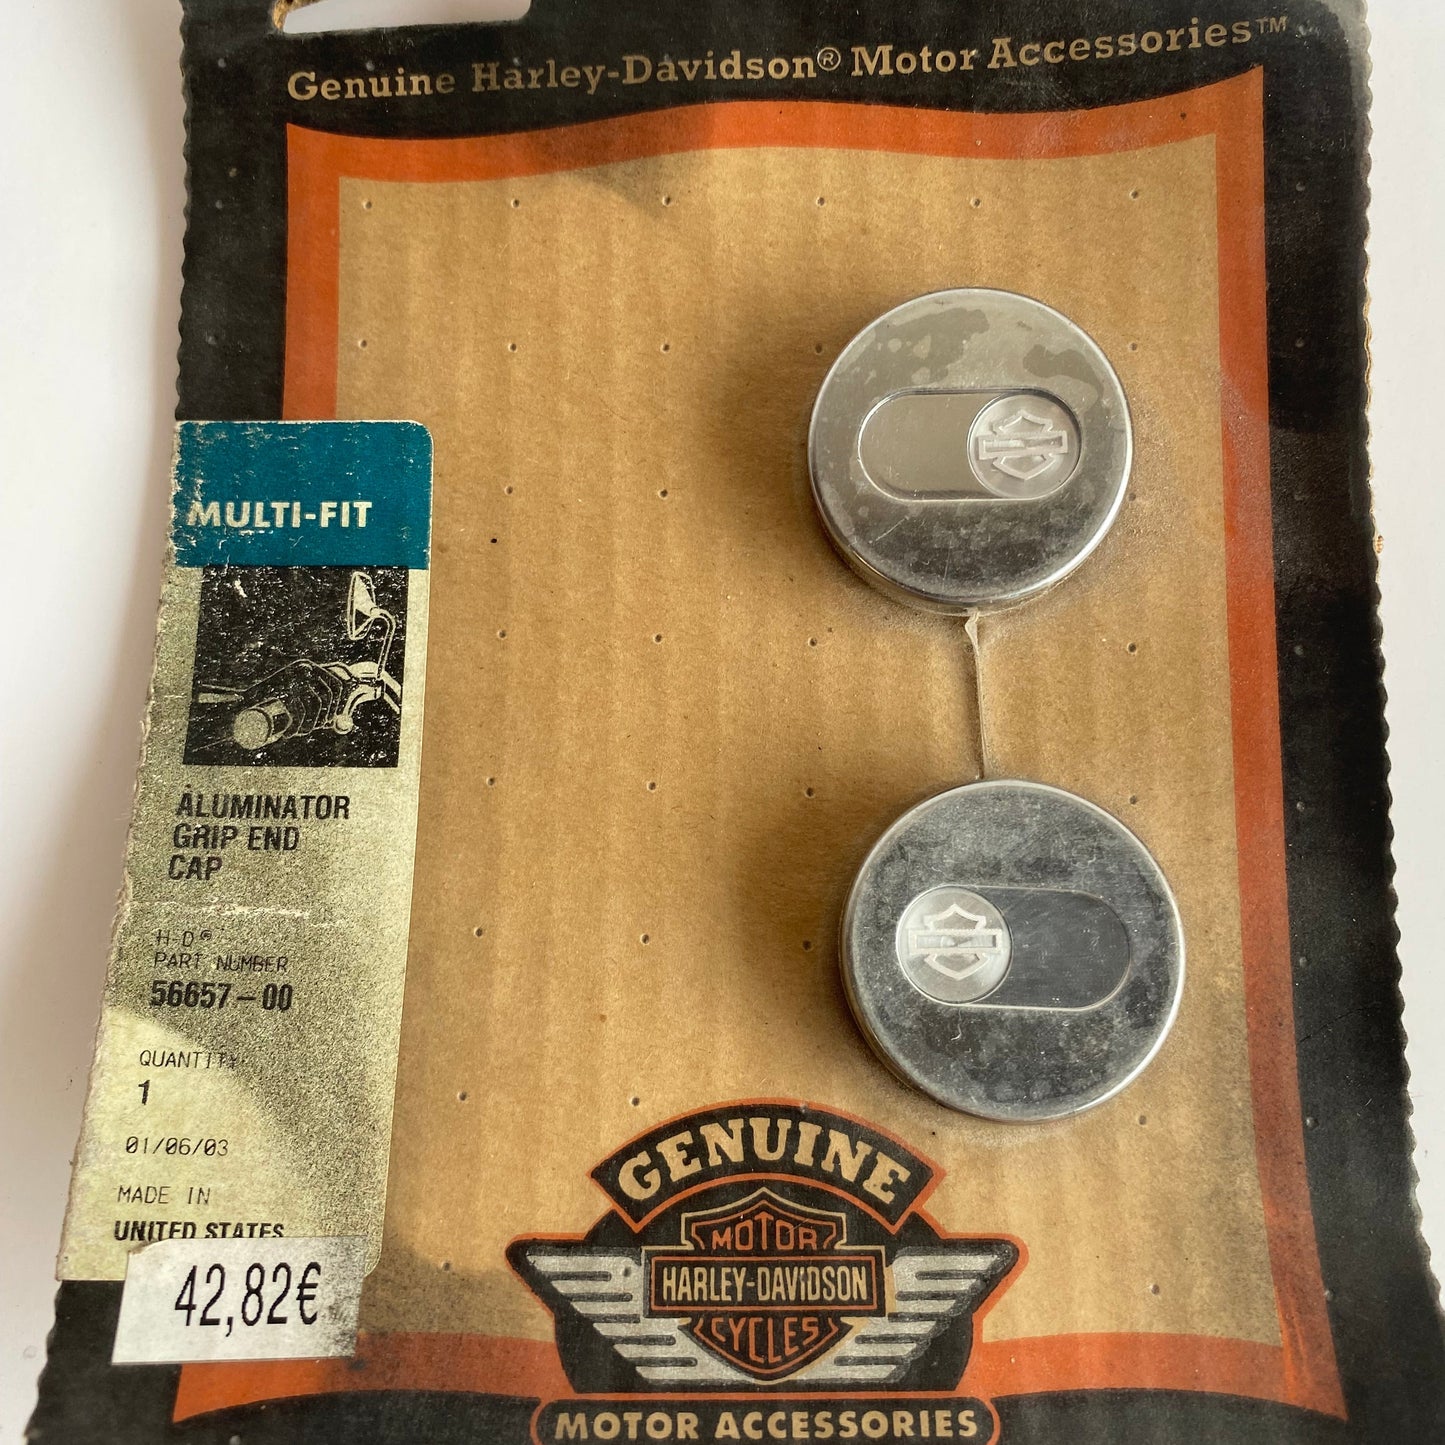 Genuine Harley-Davidson® Motor Accessories™
MULTI-FIT
ALUMINATOR
GRIP END
CAP
H-D®
PART NUMBER
56657-00
QUANTITY
1
01/06/03
MADE IN
UNITED STATES
42,82€
GENUINE
MOTOR
HARLEY-DAVIDSON
CYCLES
MOTOR ACCESSORIES